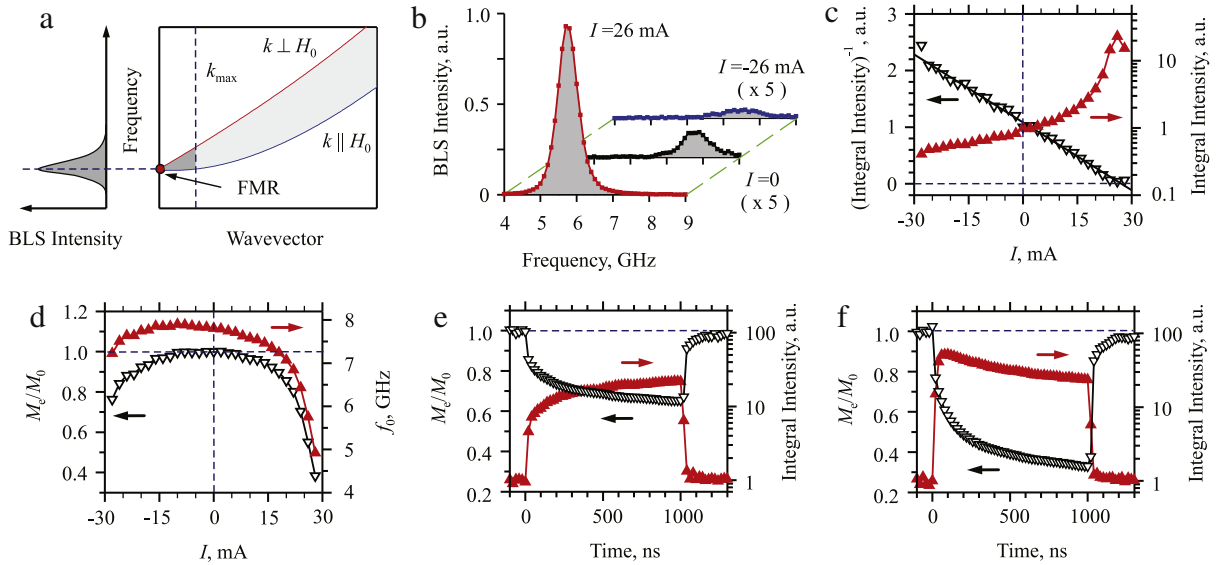 a
Frequency
BLS Intensity
k ⊥ H0
kmax
k || H0
FMR
Wavevector
b
BLS Intensity, a.u.
1.0
0.5
0
I =26 mA
I =-26 mA
( x 5 )
I =0
( x 5 )
4 5 6 7 8 9
Frequency, GHz
c
(Integral Intensity)-1, a.u.
3
2
1
0
10
1
0.1
Integral Intensity, a.u.
-30 -15 0 15 30
I, mA
d
Me/M0
1.2
1.0
0.8
0.6
0.4
8
7
6
5
4
f0, GHz
-30 -15 0 15 30
I, mA
e
Me/M0
1.0
0.8
0.6
0.4
0.2
100
10
1
Integral Intensity, a.u.
0 500 1000
Time, ns
f
Me/M0
1.0
0.8
0.6
0.4
0.2
100
10
1
Integral Intensity, a.u.
0 500 1000
Time, ns